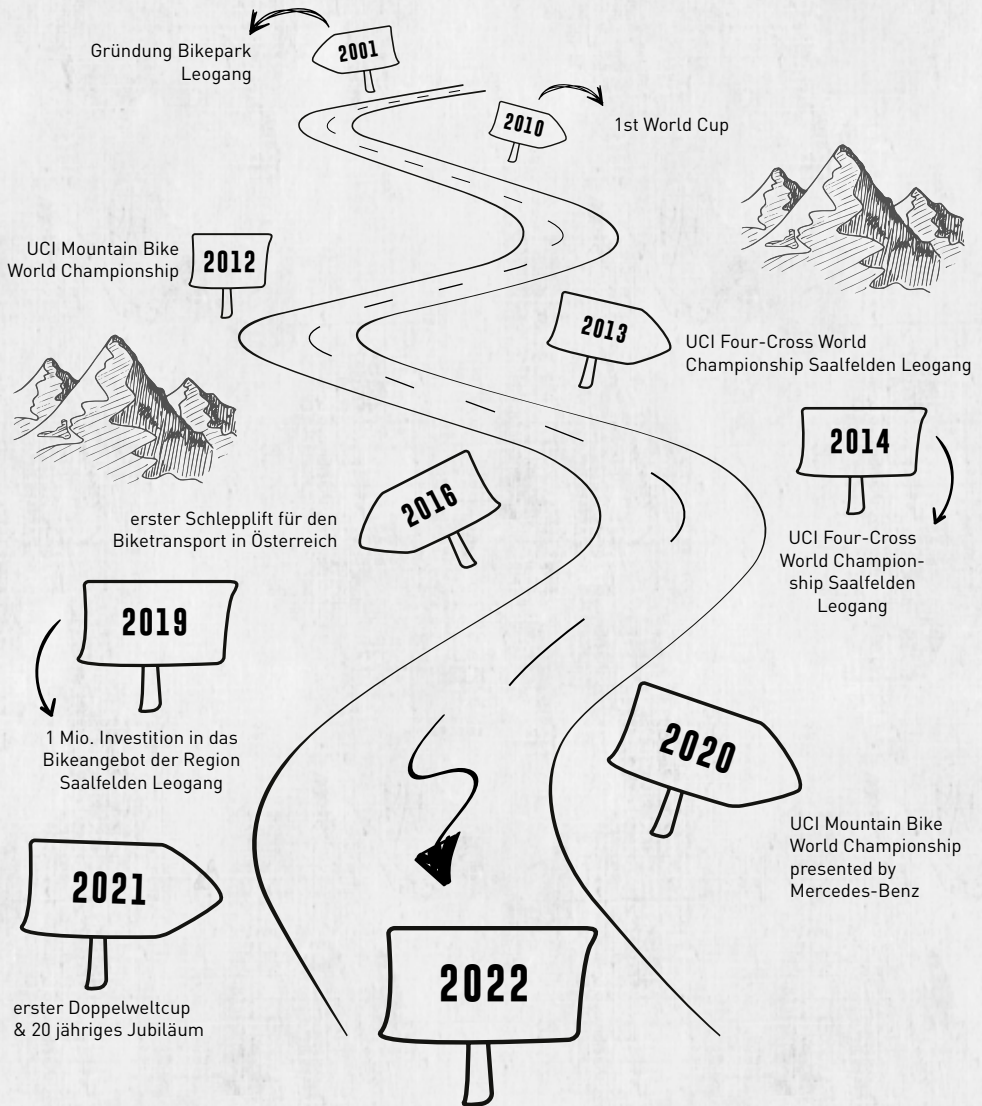 2001
Gründung Bikepark
Leogang
2010
1st World Cup
UCI Mountain Bike
World Championship
2012
2013
UCI Four-Cross World
Championship Saalfelden Leogang
2014
UCI Four-Cross
World Champion-
ship Saalfelden
Leogang
2016
erster Schlepplift für den
Biketransport in Österreich
2019
1 Mio. Investition in das
Bikeangebot der Region
Saalfelden Leogang
2020
UCI Mountain Bike
World Championship
presented by
Mercedes-Benz
2021
erster Doppelweltcup
& 20 jähriges Jubiläum
2022